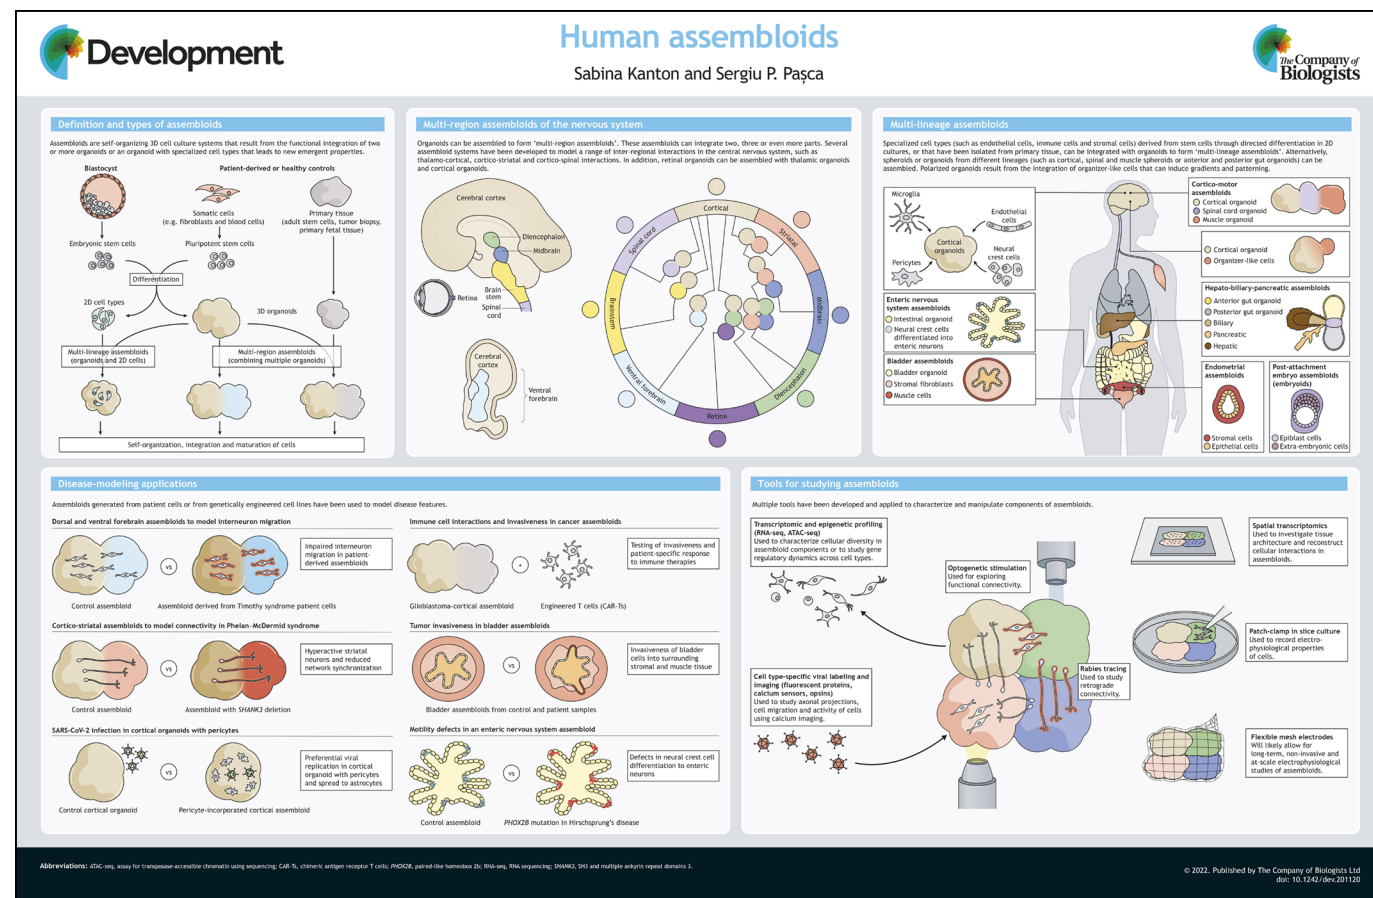 Development
Human assembloids
Sabina Kanton and Sergiu P. Pașca
The Company of
Biologists
Definition and types of assembloids
Assembloids are self-organizing 3D cell culture systems that result from the functional integration of two
or more organoids or an organoid with specialized cell types that leads to new emergent properties.
Blastocyst
Patient-derived or healthy controls
Somatic cells
(e.g. fibroblasts and blood cells)
Primary tissue
(adult stem cells, tumor biopsy,
primary fetal tissue)
Embryonic stem cells
Pluripotent stem cells
Differentiation
2D cell types
3D organoids
Multi-lineage assembloids
(organoids and 2D cells)
Multi-region assembloids
(combining multiple organoids)
Self-organization, integration and maturation of cells
Multi-region assembloids of the nervous system
Organoids can be assembled to form ‘multi-region assembloids’. These assembloids can integrate two, three or even more parts. Several
assembloid systems have been developed to model a range of inter-regional interactions in the central nervous system, such as
thalamo-cortical, cortico-striatal and cortico-spinal interactions. In addition, retinal organoids can be assembled with thalamic organoids
and cortical organoids.
Cerebral cortex
Diencephalon
Midbrain
Brain
stem
Spinal
cord
Retina
Cerebral
cortex
Ventral
forebrain
Cortical
Striatal
Midbrain
Diencephalon
Retina
Ventral forebrain
Brainstem
Spinal cord
Multi-lineage assembloids
Specialized cell types (such as endothelial cells, immune cells and stromal cells) derived from stem cells through directed differentiation in 2D
cultures, or that have been isolated from primary tissue, can be integrated with organoids to form ‘multi-lineage assembloids’. Alternatively,
spheroids or organoids from different lineages (such as cortical, spinal and muscle spheroids or anterior and posterior gut organoids) can be
assembled. Polarized organoids result from the integration of organizer-like cells that can induce gradients and patterning.
Microglia
Endothelial
cells
Cortical
organoids
Pericytes
Neural
crest cells
Enteric nervous
system assembloids
Intestinal organoid
Neural crest cells
differentiated into
enteric neurons
Bladder assembloids
Bladder organoid
Stromal fibroblasts
Muscle cells
Cortico-motor
assembloids
Cortical organoid
Spinal cord organoid
Muscle organoid
Cortical organoid
Organizer-like cells
Hepato-biliary-pancreatic assembloids
Anterior gut organoid
Posterior gut organoid
Biliary
Pancreatic
Hepatic
Endometrial
assembloids
Stromal cells
Epithelial cells
Post-attachment
embryo assembloids
(embryoids)
Epiblast cells
Extra-embryonic cells
Disease-modeling applications
Assembloids generated from patient cells or from genetically engineered cell lines have been used to model disease features.
Dorsal and ventral forebrain assembloids to model interneuron migration
vs
Impaired interneuron
migration in patient-
derived assembloids
Control assembloid
Assembloid derived from Timothy syndrome patient cells
Cortico-striatal assembloids to model connectivity in Phelan–McDermid syndrome
vs
Hyperactive striatal
neurons and reduced
network synchronization
Control assembloid
Assembloid with SHANK3 deletion
SARS-CoV-2 infection in cortical organoids with pericytes
vs
Preferential viral
replication in cortical
organoid with pericytes
and spread to astrocytes
Control cortical organoid
Pericyte-incorporated cortical assembloid
Immune cell interactions and invasiveness in cancer assembloids
+
Testing of invasiveness and
patient-specific response
to immune therapies
Glioblastoma-cortical assembloid
Engineered T cells (CAR-Ts)
Tumor invasiveness in bladder assembloids
vs
Invasiveness of bladder
cells into surrounding
stromal and muscle tissue
Bladder assembloids from control and patient samples
Motility defects in an enteric nervous system assembloid
vs
Defects in neural crest cell
differentiation to enteric
neurons
Control assembloid
PHOX2B mutation in Hirschsprung’s disease
Tools for studying assembloids
Multiple tools have been developed and applied to characterize and manipulate components of assembloids.
Transcriptomic and epigenetic profiling
(RNA-seq, ATAC-seq)
Used to characterize cellular diversity in
assembloid components or to study gene
regulatory dynamics across cell types.
Optogenetic stimulation
Used for exploring
functional connectivity.
Cell type-specific viral labeling and
imaging (fluorescent proteins,
calcium sensors, opsins)
Used to study axonal projections,
cell migration and activity of cells
using calcium imaging.
Rabies tracing
Used to study
retrograde
connectivity.
Spatial transcriptomics
Used to investigate tissue
architecture and reconstruct
cellular interactions in
assembloids.
Patch-clamp in slice culture
Used to record electro-
physiological properties
of cells.
Flexible mesh electrodes
Will likely allow for
long-term, non-invasive and
at-scale electrophysiological
studies of assembloids.
Abbreviations: ATAC-seq, assay for transposase-accessible chromatin using sequencing; CAR-Ts, chimeric antigen receptor T cells; PHOX2B, paired-like homeobox 2b; RNA-seq, RNA sequencing; SHANK3, SH3 and multiple ankyrin repeat domains 3.
© 2022. Published by The Company of Biologists Ltd
doi: 10.1242/dev.201120